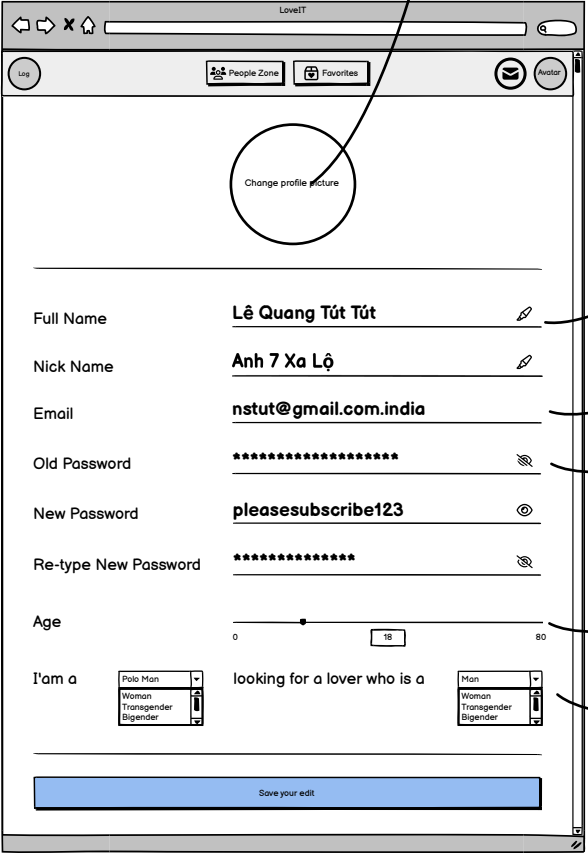 LoveIT
Log
People Zone
Favorites
Avatar
Change profile picture
Full Name
Lê Quang Tút Tút
Nick Name
Anh 7 Xa Lộ
Email
nstut@gmail.com.india
Old Password
*******************
New Password
pleasesubscribe123
Re-type New Password
**************
Age
0
18
80
I'am a
Polo Man
Woman
Transgender
Bigender
looking for a lover who is a
Man
Woman
Transgender
Bigender
Save your edit